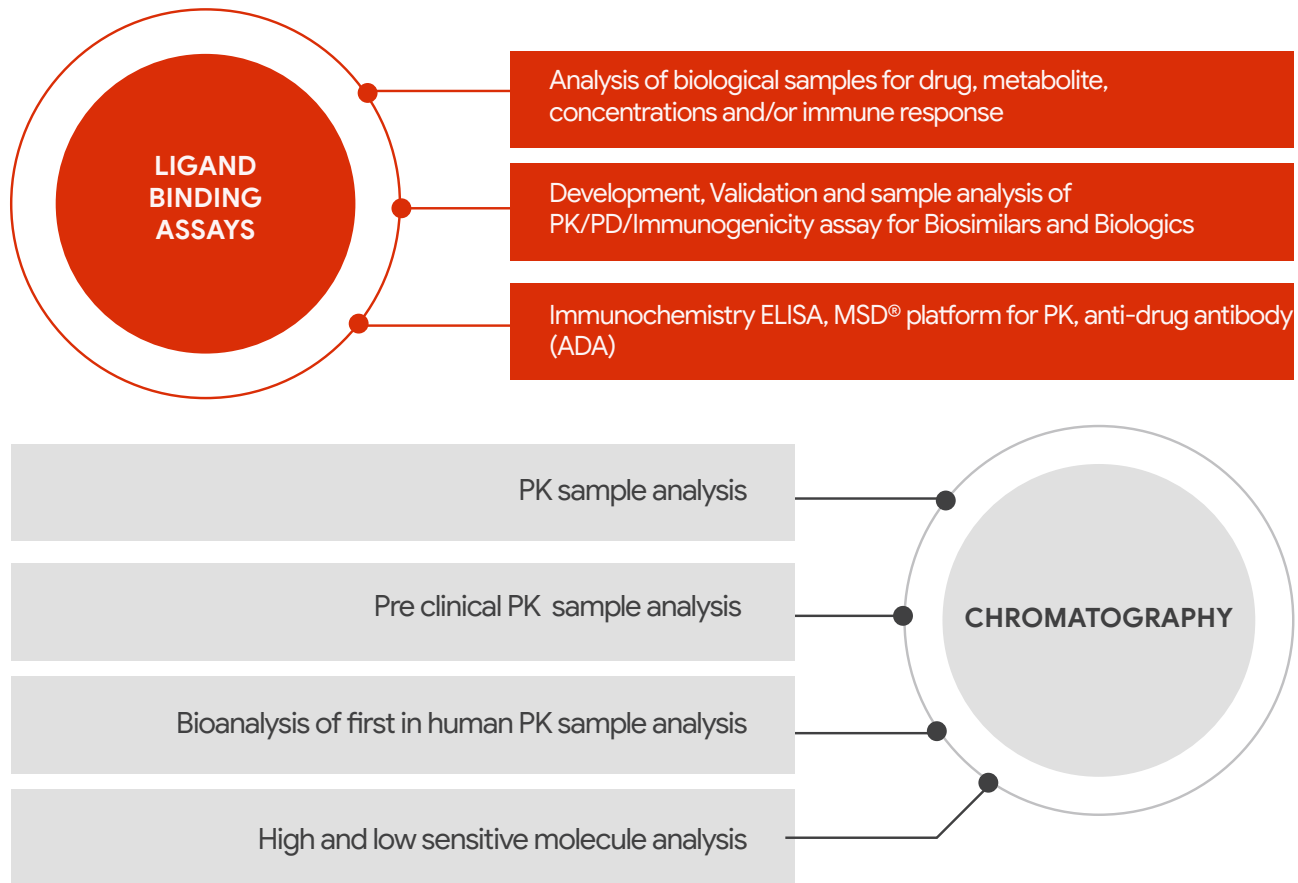 LIGAND
BINDING
ASSAYS
Analysis of biological samples for drug, metabolite,
concentrations and/or immune response
Development, Validation and sample analysis of
PK/PD/Immunogenicity assay for Biosimilars and Biologics
Immunochemistry ELISA, MSD® platform for PK, anti-drug antibody
(ADA)
PK sample analysis
Pre clinical PK  sample analysis
Bioanalysis of first in human PK sample analysis
High and low sensitive molecule analysis
CHROMATOGRAPHY